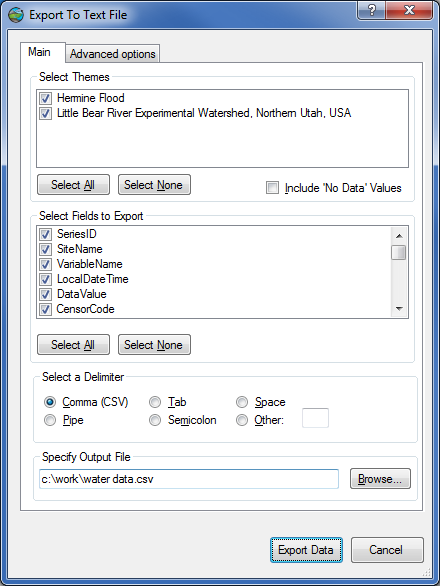 Export To Text File
Main
Advanced options
Select Themes
Hermine Flood
Little Bear River Experimental Watershed, Northern Utah, USA
Select All
Select None
Include 'No Data' Values
Select Fields to Export
SeriesID
SiteName
VariableName
LocalDateTime
DataValue
CensorCode
Select All
Select None
Select a Delimiter
Comma (CSV)
Tab
Space
Pipe
Semicolon
Other:
Specify Output File
c:\work\water data.csv
Browse...
Export Data
Cancel